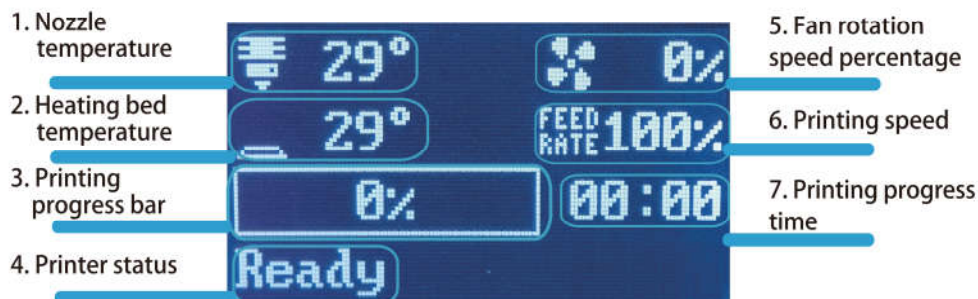 1. Nozzle
temperature
2. Heating bed
temperature
3. Printing
progress bar
4. Printer status
29°
29°
0%
Ready
0%
FEED
RATE 100%
00:00
5. Fan rotation
speed percentage
6. Printing speed
7. Printing progress
time